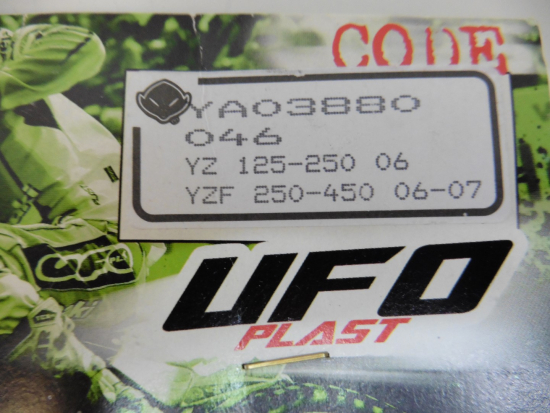 CODE
YA03880
046
YZ 125-250 06
YZF 250-450 06-07
UFO
PLAST